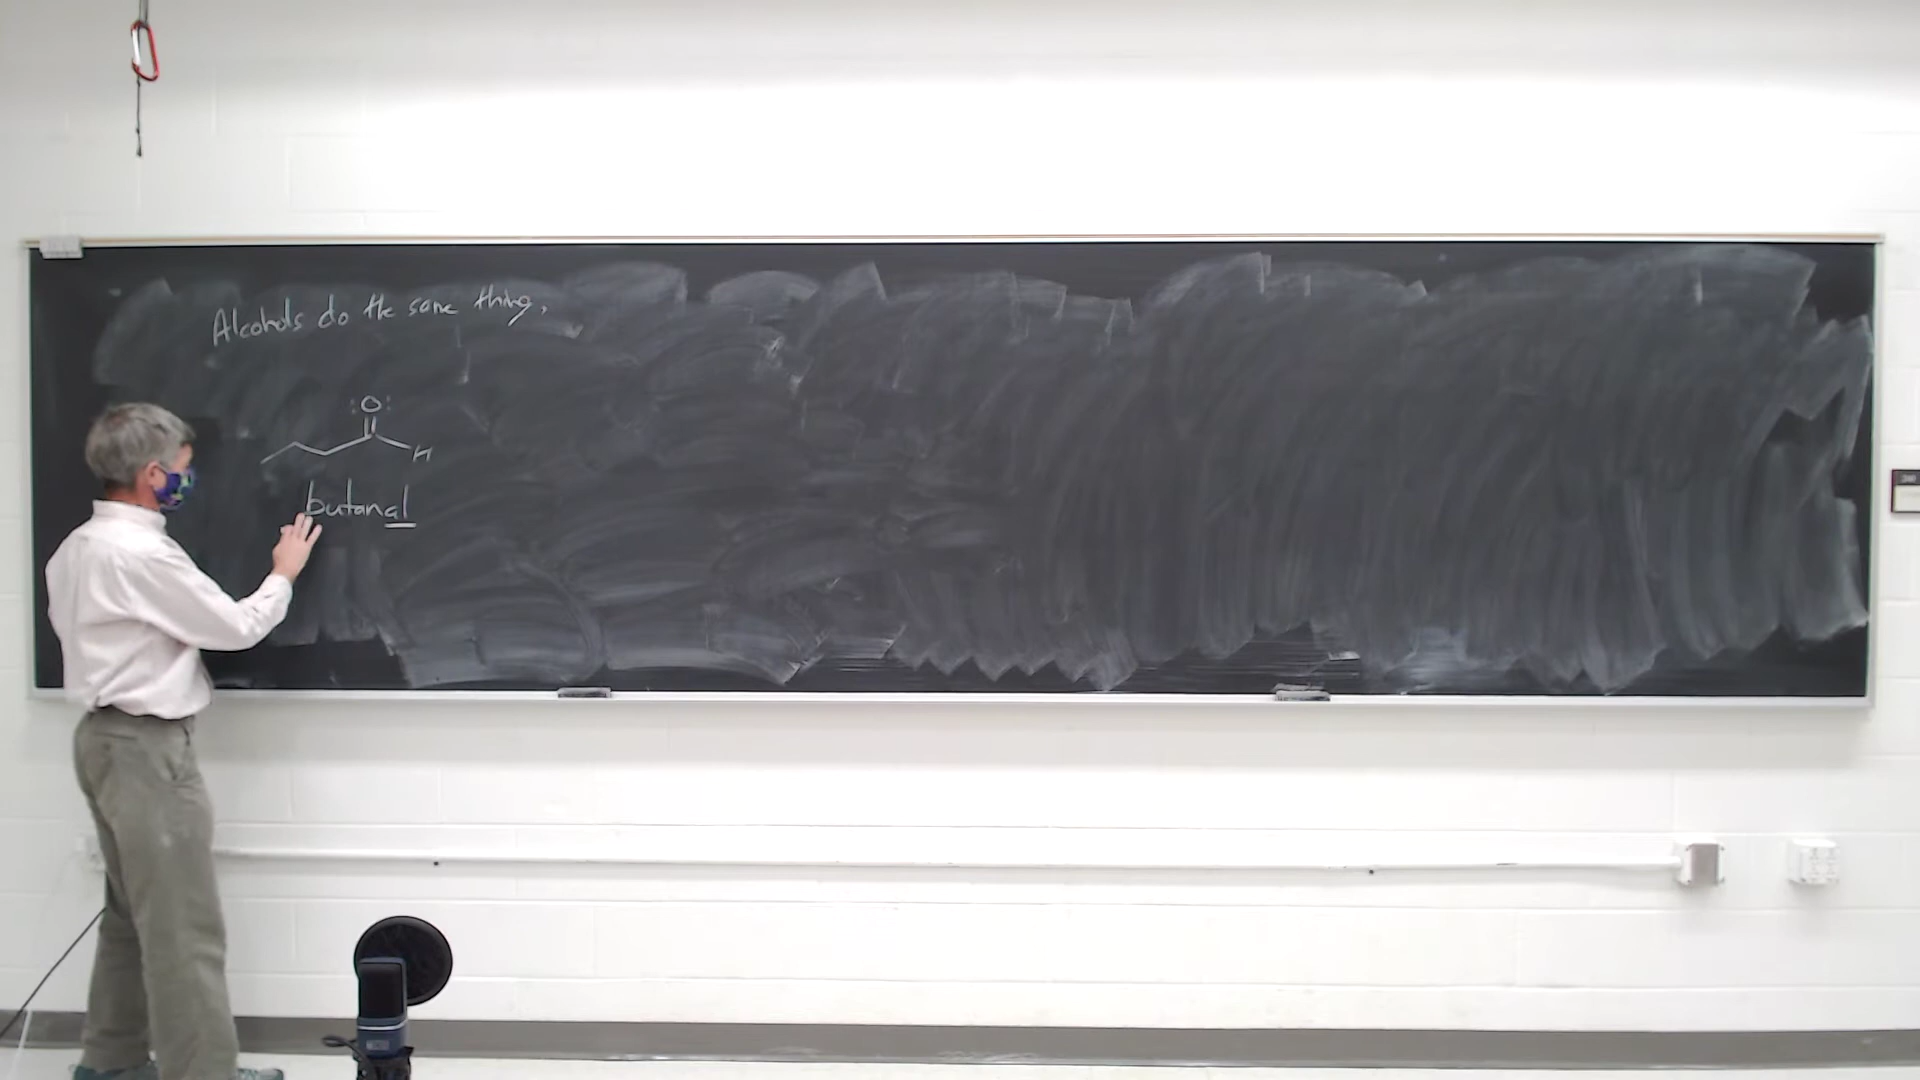 Alcohols do the same thing.
:O:
H
butanal